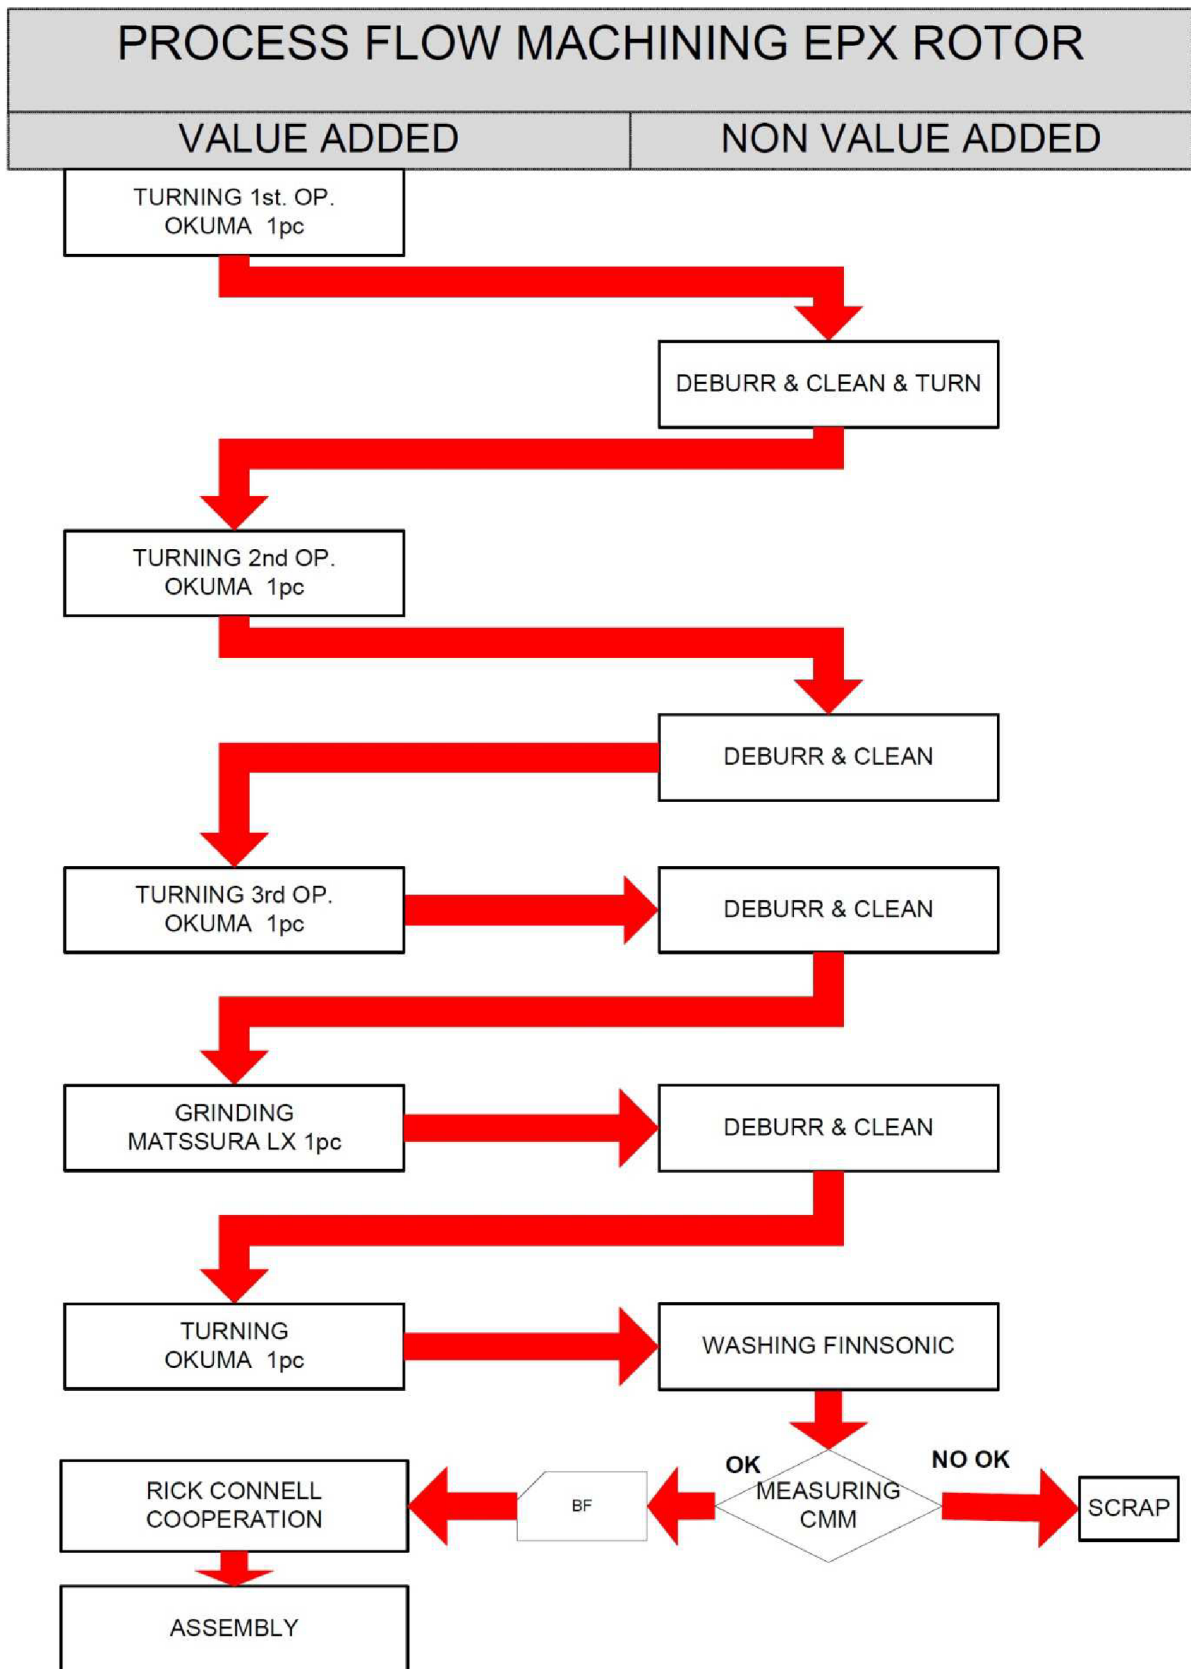 PROCESS FLOW MACHINING EPX ROTOR
VALUE ADDED
NON VALUE ADDED
TURNING 1st. OP.
OKUMA 1pc
DEBURR & CLEAN & TURN
TURNING 2nd OP.
OKUMA 1pc
DEBURR & CLEAN
TURNING 3rd OP.
OKUMA 1pc
DEBURR & CLEAN
GRINDING
MATSSURA LX 1pc
DEBURR & CLEAN
TURNING
OKUMA 1pc
WASHING FINNSONIC
OK
NO OK
MEASURING
CMM
SCRAP
BF
RICK CONNELL
COOPERATION
ASSEMBLY